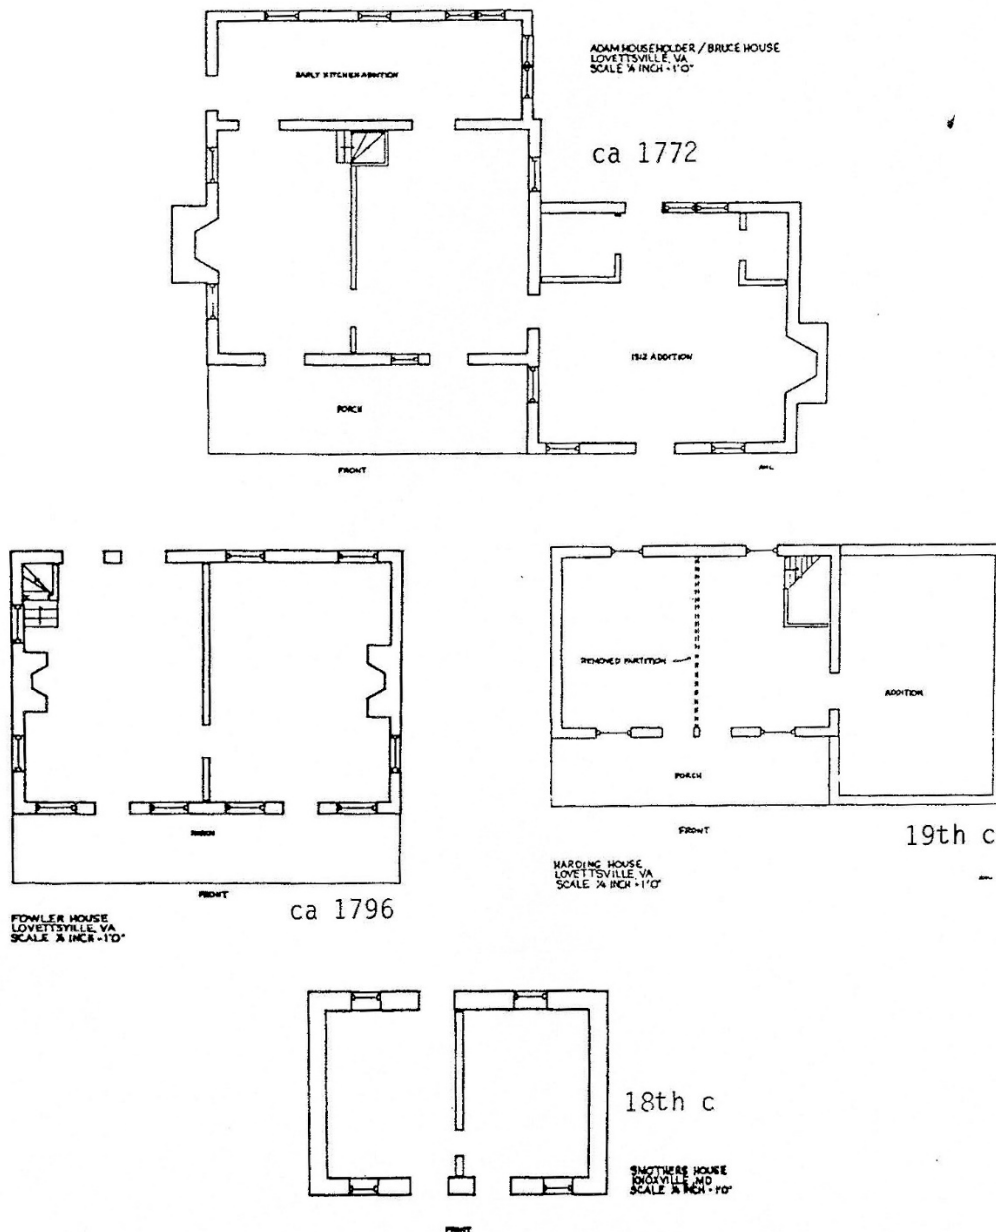 ADAM HOUSEHOLDER / BRUCE HOUSE
LOVETTSVILLE, VA
SCALE ¼ INCH = 1'0"
EARLY KITCHEN ADDITION
ca 1772
1912 ADDITION
PORCH
FRONT
REMOVED PARTITION
ADDITION
PORCH
PORCH
FRONT
19th c
HARDING HOUSE
LOVETTSVILLE, VA
SCALE ¼ INCH = 1'0"
FRONT
ca 1796
FOWLER HOUSE
LOVETTSVILLE, VA
SCALE ¼ INCH = 1'0"
18th c
SMOTHERS HOUSE
KNOXVILLE, MD
SCALE ¼ INCH = 1'0"
FRONT